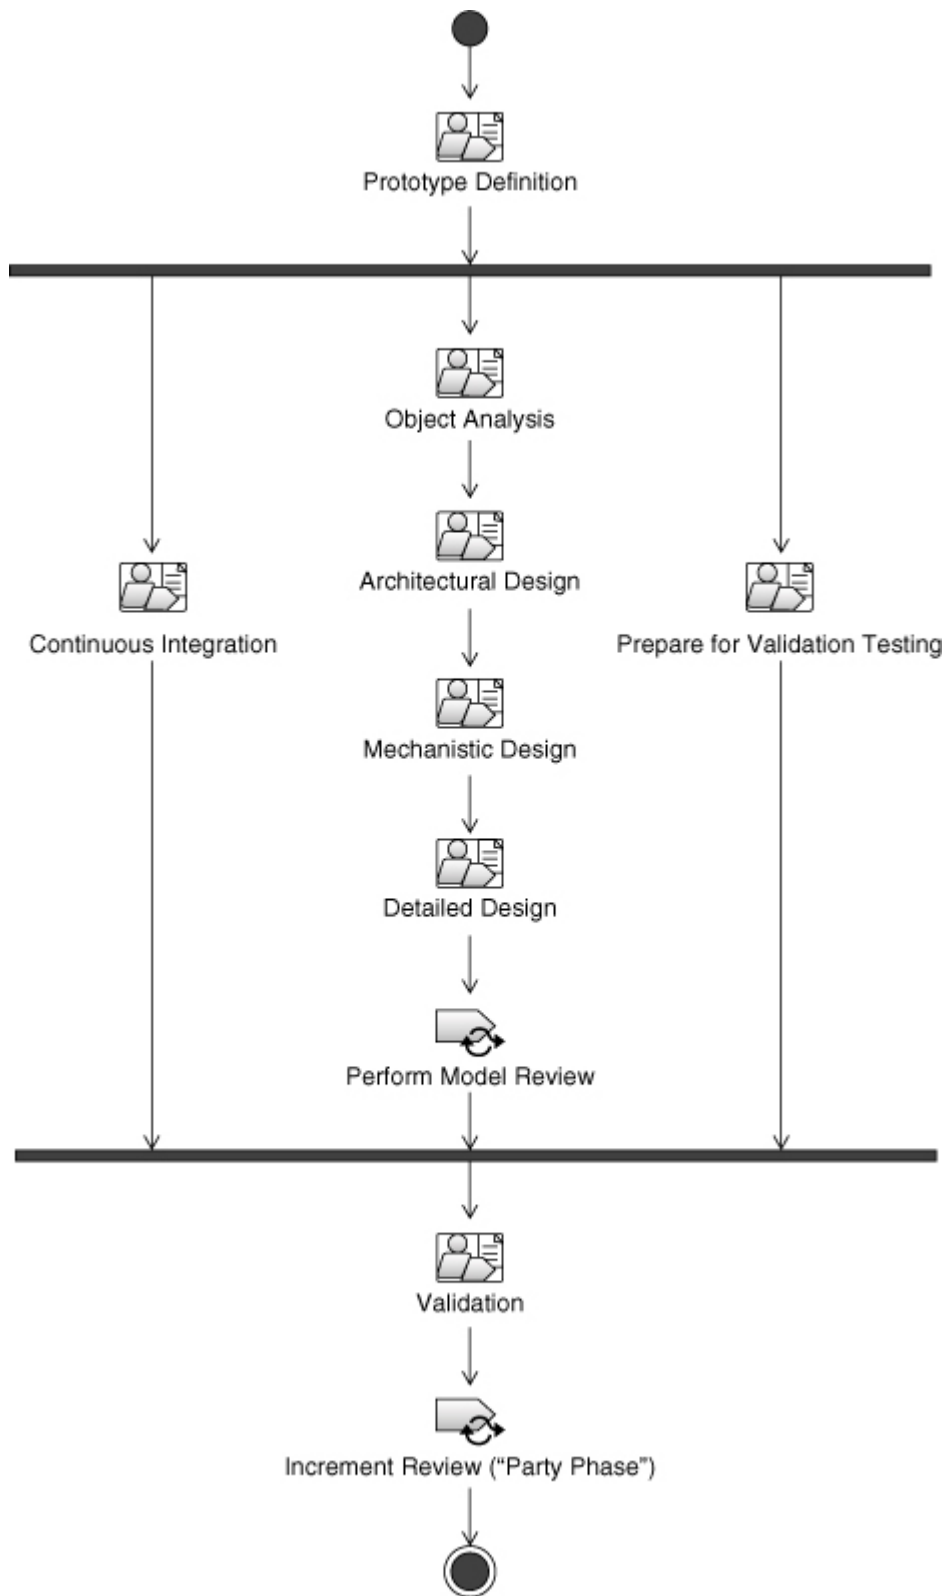 Prototype Definition
Object Analysis
Architectural Design
Continuous Integration
Prepare for Validation Testing
Mechanistic Design
Detailed Design
Perform Model Review
Validation
Increment Review (“Party Phase”)